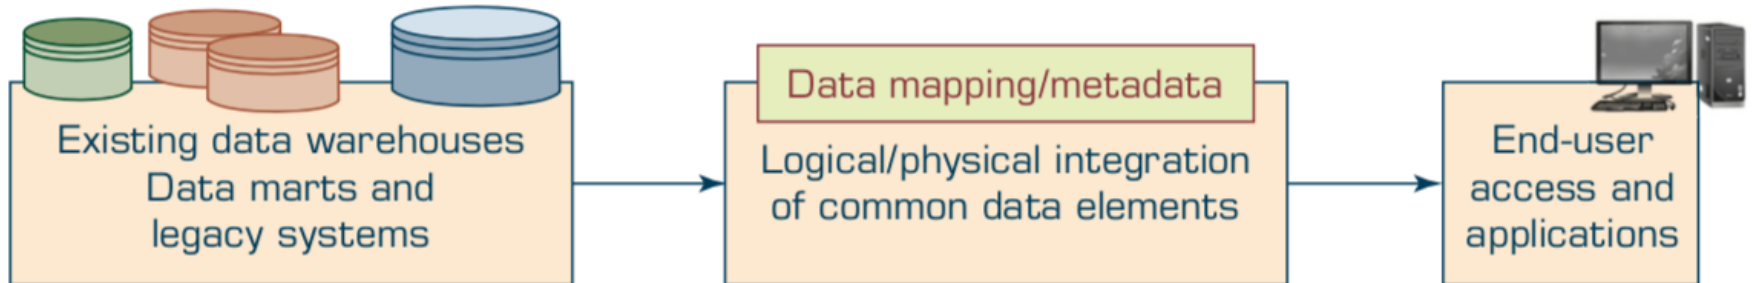 Existing data warehouses
Data marts and
legacy systems
Data mapping/metadata
Logical/physical integration
of common data elements
End-user
access and
applications